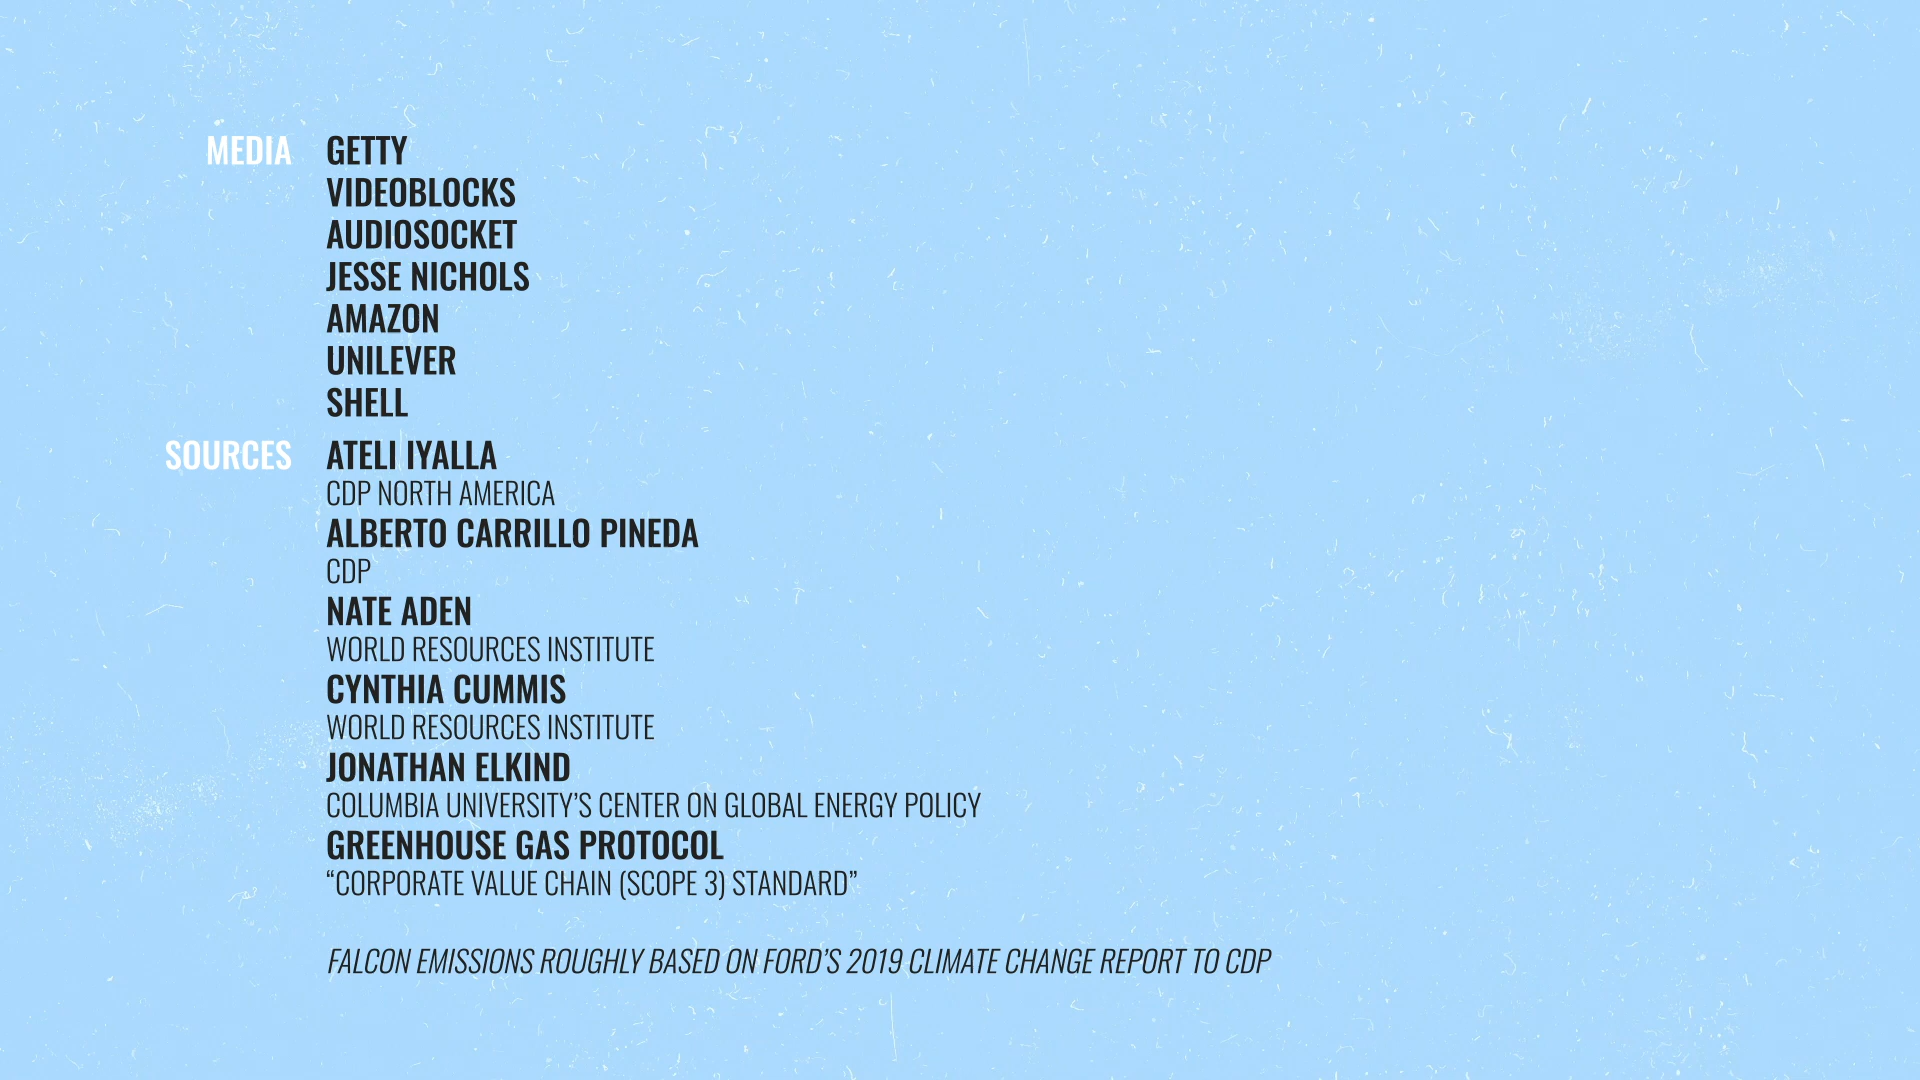 MEDIA GETTY
VIDEOBLOCKS
AUDIOSOCKET
JESSE NICHOLS
AMAZON
UNILEVER
SHELL
SOURCES ATELI IYALLA
CDP NORTH AMERICA
ALBERTO CARRILLO PINEDA
CDP
NATE ADEN
WORLD RESOURCES INSTITUTE
CYNTHIA CUMMIS
WORLD RESOURCES INSTITUTE
JONATHAN ELKIND
COLUMBIA UNIVERSITY’S CENTER ON GLOBAL ENERGY POLICY
GREENHOUSE GAS PROTOCOL
“CORPORATE VALUE CHAIN (SCOPE 3) STANDARD”
FALCON EMISSIONS ROUGHLY BASED ON FORD’S 2019 CLIMATE CHANGE REPORT TO CDP